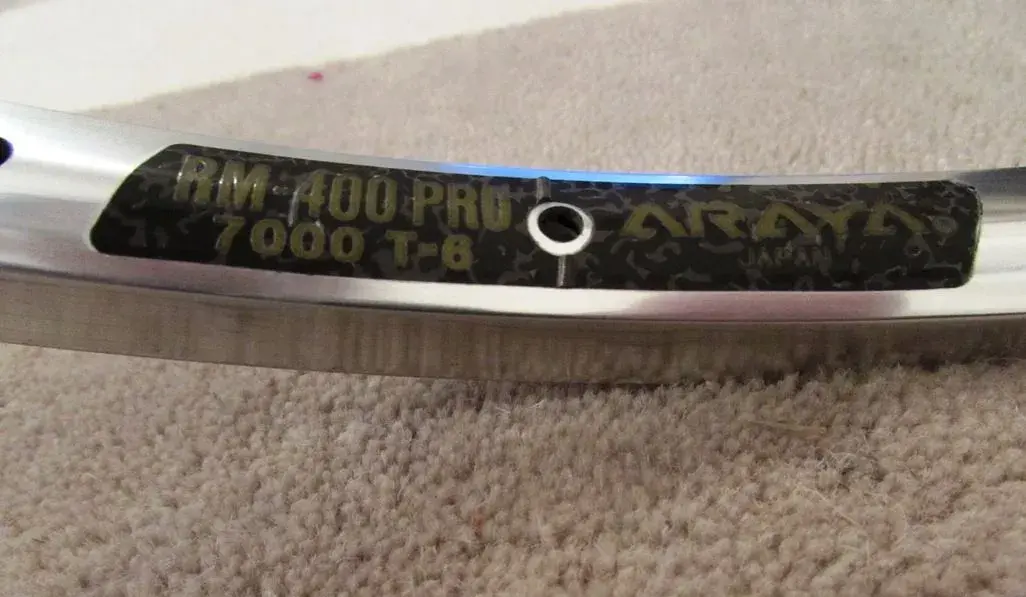 RM-400 PRO
7000 T-6
ARAYA
JAPAN